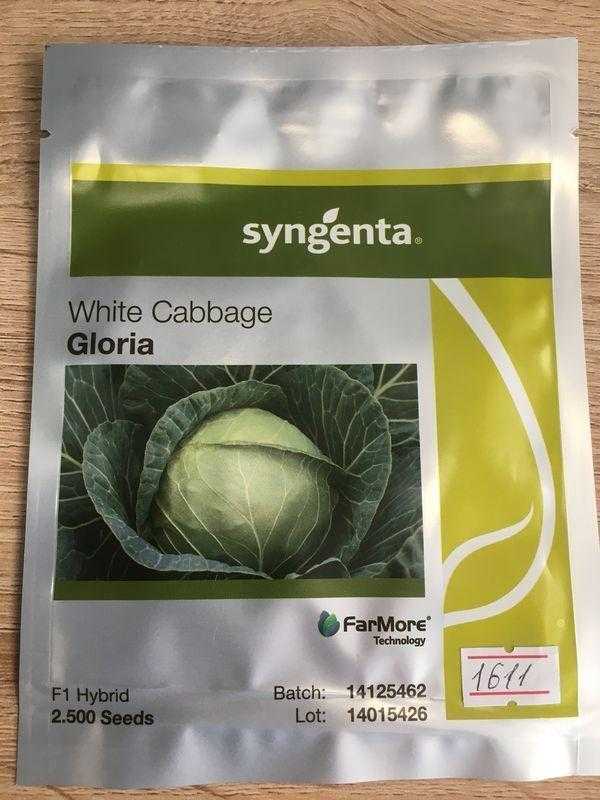 syngenta®
White Cabbage
Gloria
FarMore®
Technology
1611
F1 Hybrid
2.500 Seeds
Batch: 14125462
Lot: 14015426